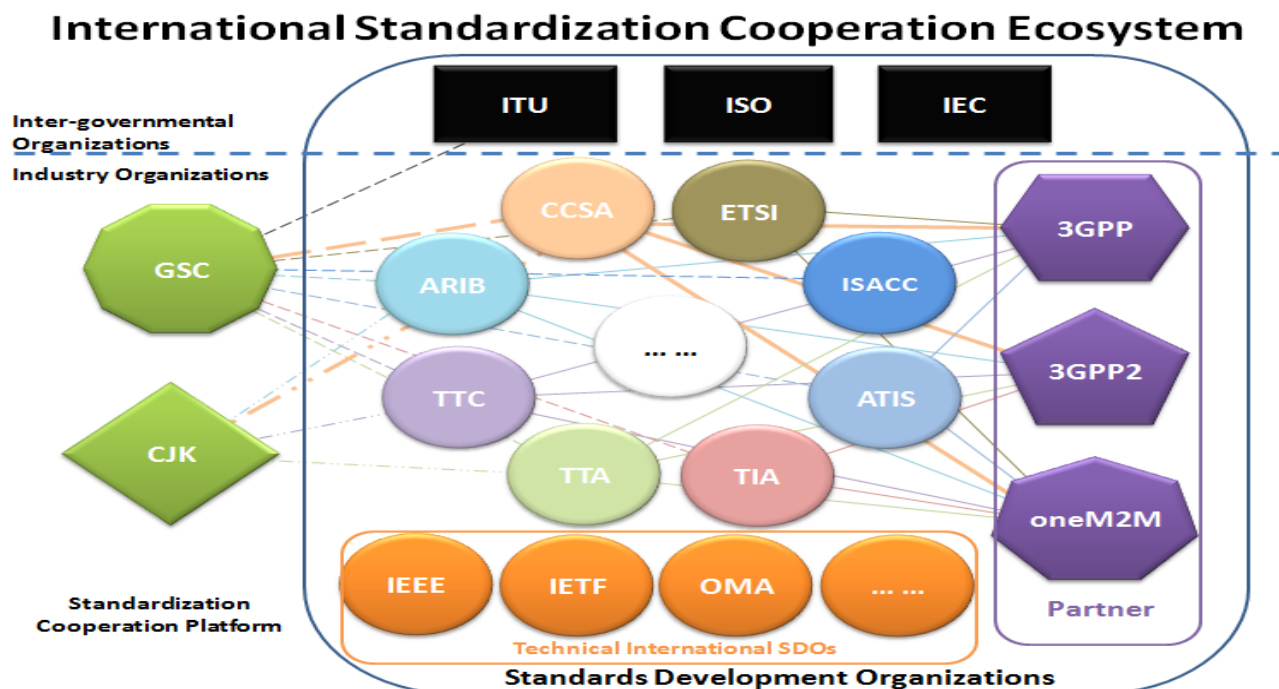 International Standardization Cooperation Ecosystem
ITU
ISO
IEC
Inter-governmental
Organizations
Industry Organizations
CCSA
ETSI
3GPP
GSC
ARIB
ISACC
... ...
3GPP2
TTC
ATIS
CJK
TTA
TIA
oneM2M
IEEE
IETF
OMA
... ...
Partner
Standardization
Cooperation Platform
Technical International SDOs
Standards Development Organizations